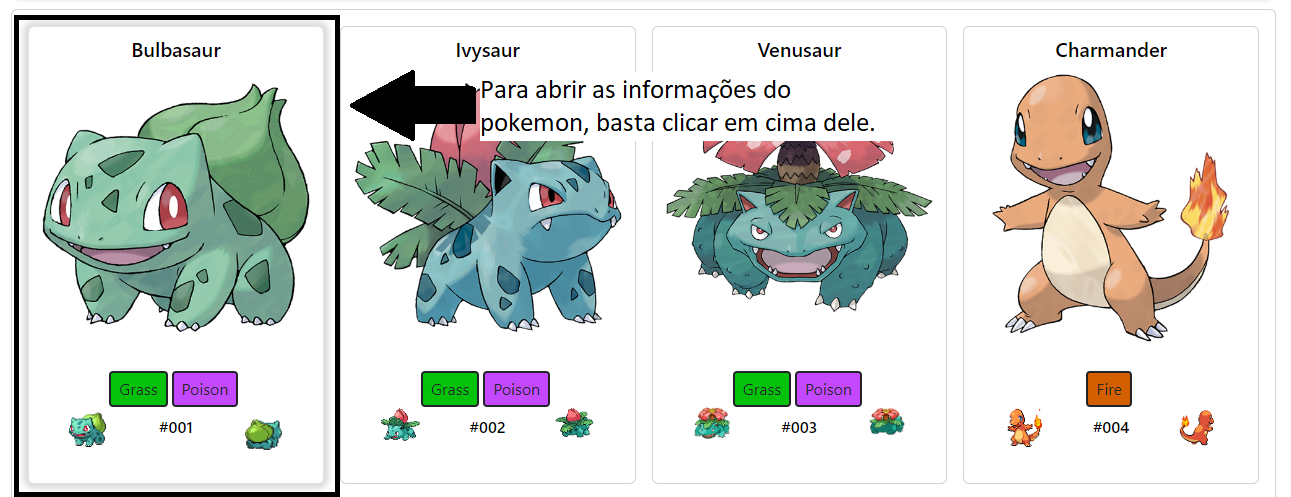 Bulbasaur
Ivysaur
Venusaur
Charmander
Para abrir as informações do
pokemon, basta clicar em cima dele.
Grass Poison
Grass Poison
Grass Poison
Fire
#001
#002
#003
#004